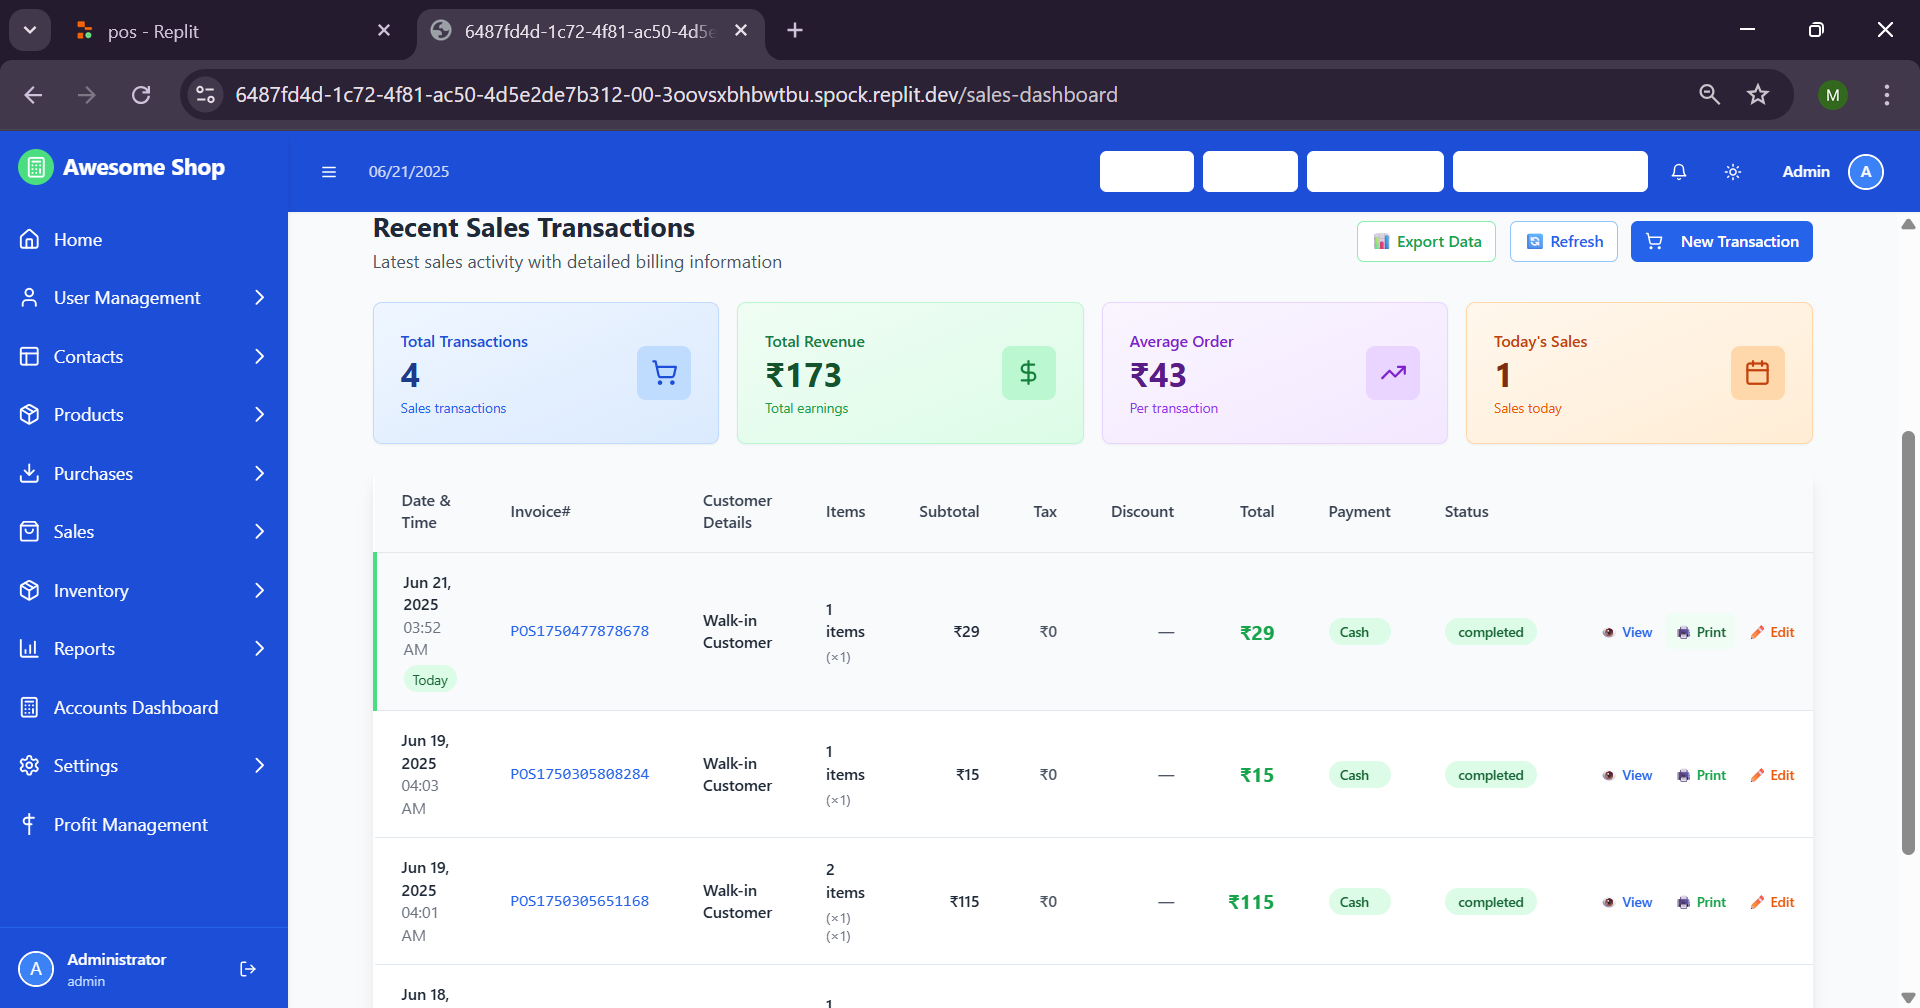 pos - Replit
6487fd4d-1c72-4f81-ac50-4d5e
6487fd4d-1c72-4f81-ac50-4d5e2de7b312-00-3oovsxbhbwtbu.spock.replit.dev/sales-dashboard
M
Awesome Shop
06/21/2025
Admin
A
Home
User Management
Contacts
Products
Purchases
Sales
Inventory
Reports
Accounts Dashboard
Settings
Profit Management
A
Administrator
admin
Recent Sales Transactions
Latest sales activity with detailed billing information
Export Data
Refresh
New Transaction
Total Transactions
4
Sales transactions
Total Revenue
₹173
Total earnings
Average Order
₹43
Per transaction
Today's Sales
1
Sales today
Date & Time Invoice# Customer Details Items Subtotal Tax Discount Total Payment Status
Jun 21, 2025 03:52 AM Today POS1750477878678 Walk-in Customer 1 items (×1) ₹29 ₹0 — ₹29 Cash completed View Print Edit
Jun 19, 2025 04:03 AM POS1750305808284 Walk-in Customer 1 items (×1) ₹15 ₹0 — ₹15 Cash completed View Print Edit
Jun 19, 2025 04:01 AM POS1750305651168 Walk-in Customer 2 items (×1) (×1) ₹115 ₹0 — ₹115 Cash completed View Print Edit
Jun 18, 1